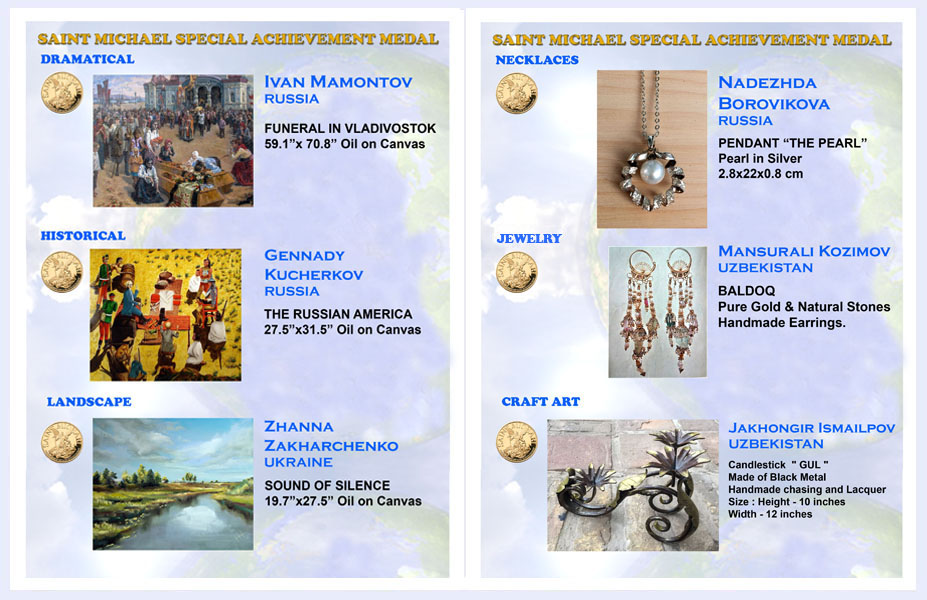 SAINT MICHAEL SPECIAL ACHIEVEMENT MEDAL
DRAMATICAL
Ivan Mamontov
RUSSIA
FUNERAL IN VLADIVOSTOK
59.1”x 70.8” Oil on Canvas
HISTORICAL
Gennady
Kucherkov
RUSSIA
THE RUSSIAN AMERICA
27.5”x31.5” Oil on Canvas
LANDSCAPE
Zhanna
Zakharchenko
UKRAINE
SOUND OF SILENCE
19.7”x27.5” Oil on Canvas
SAINT MICHAEL SPECIAL ACHIEVEMENT MEDAL
NECKLACES
Nadezhda
Borovikova
RUSSIA
PENDANT “THE PEARL”
Pearl in Silver
2.8x22x0.8 cm
JEWELRY
Mansurali Kozimov
UZBEKISTAN
BALDOQ
Pure Gold & Natural Stones
Handmade Earrings.
CRAFT ART
Jakhongir Ismailpov
UZBEKISTAN
Candlestick " GUL "
Made of Black Metal
Handmade chasing and Lacquer
Size : Height - 10 inches
Width - 12 inches